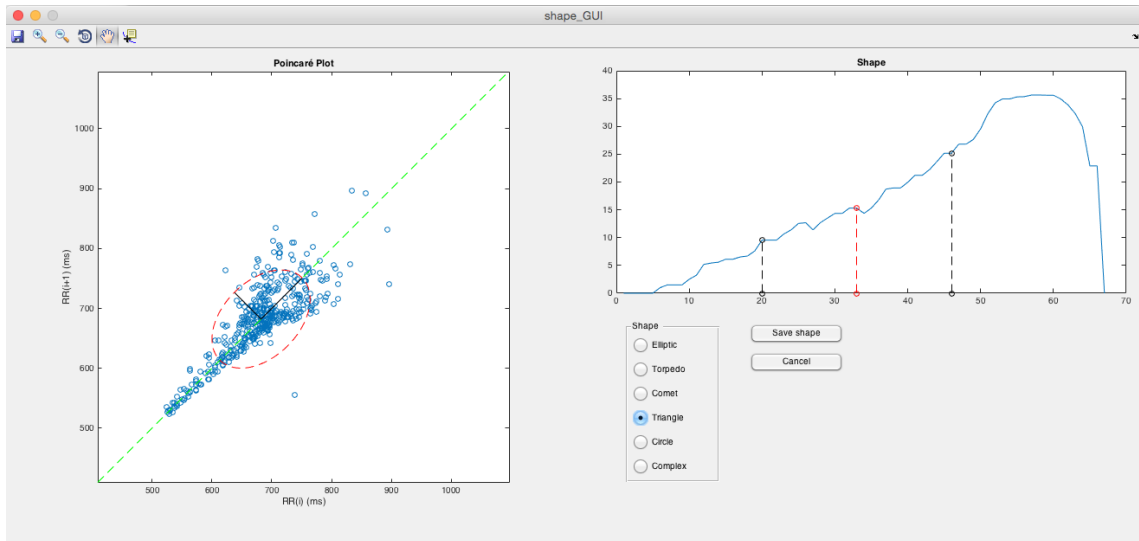 shape_GUI
Poincaré Plot
1000
900
800
700
600
500
RR(i+1) (ms)
500 600 700 800 900 1000
RR(i) (ms)
Shape
40
35
30
25
20
15
10
5
0
0 10 20 30 40 50 60 70
Shape
Elliptic
Torpedo
Comet
Triangle
Circle
Complex
Save shape
Cancel